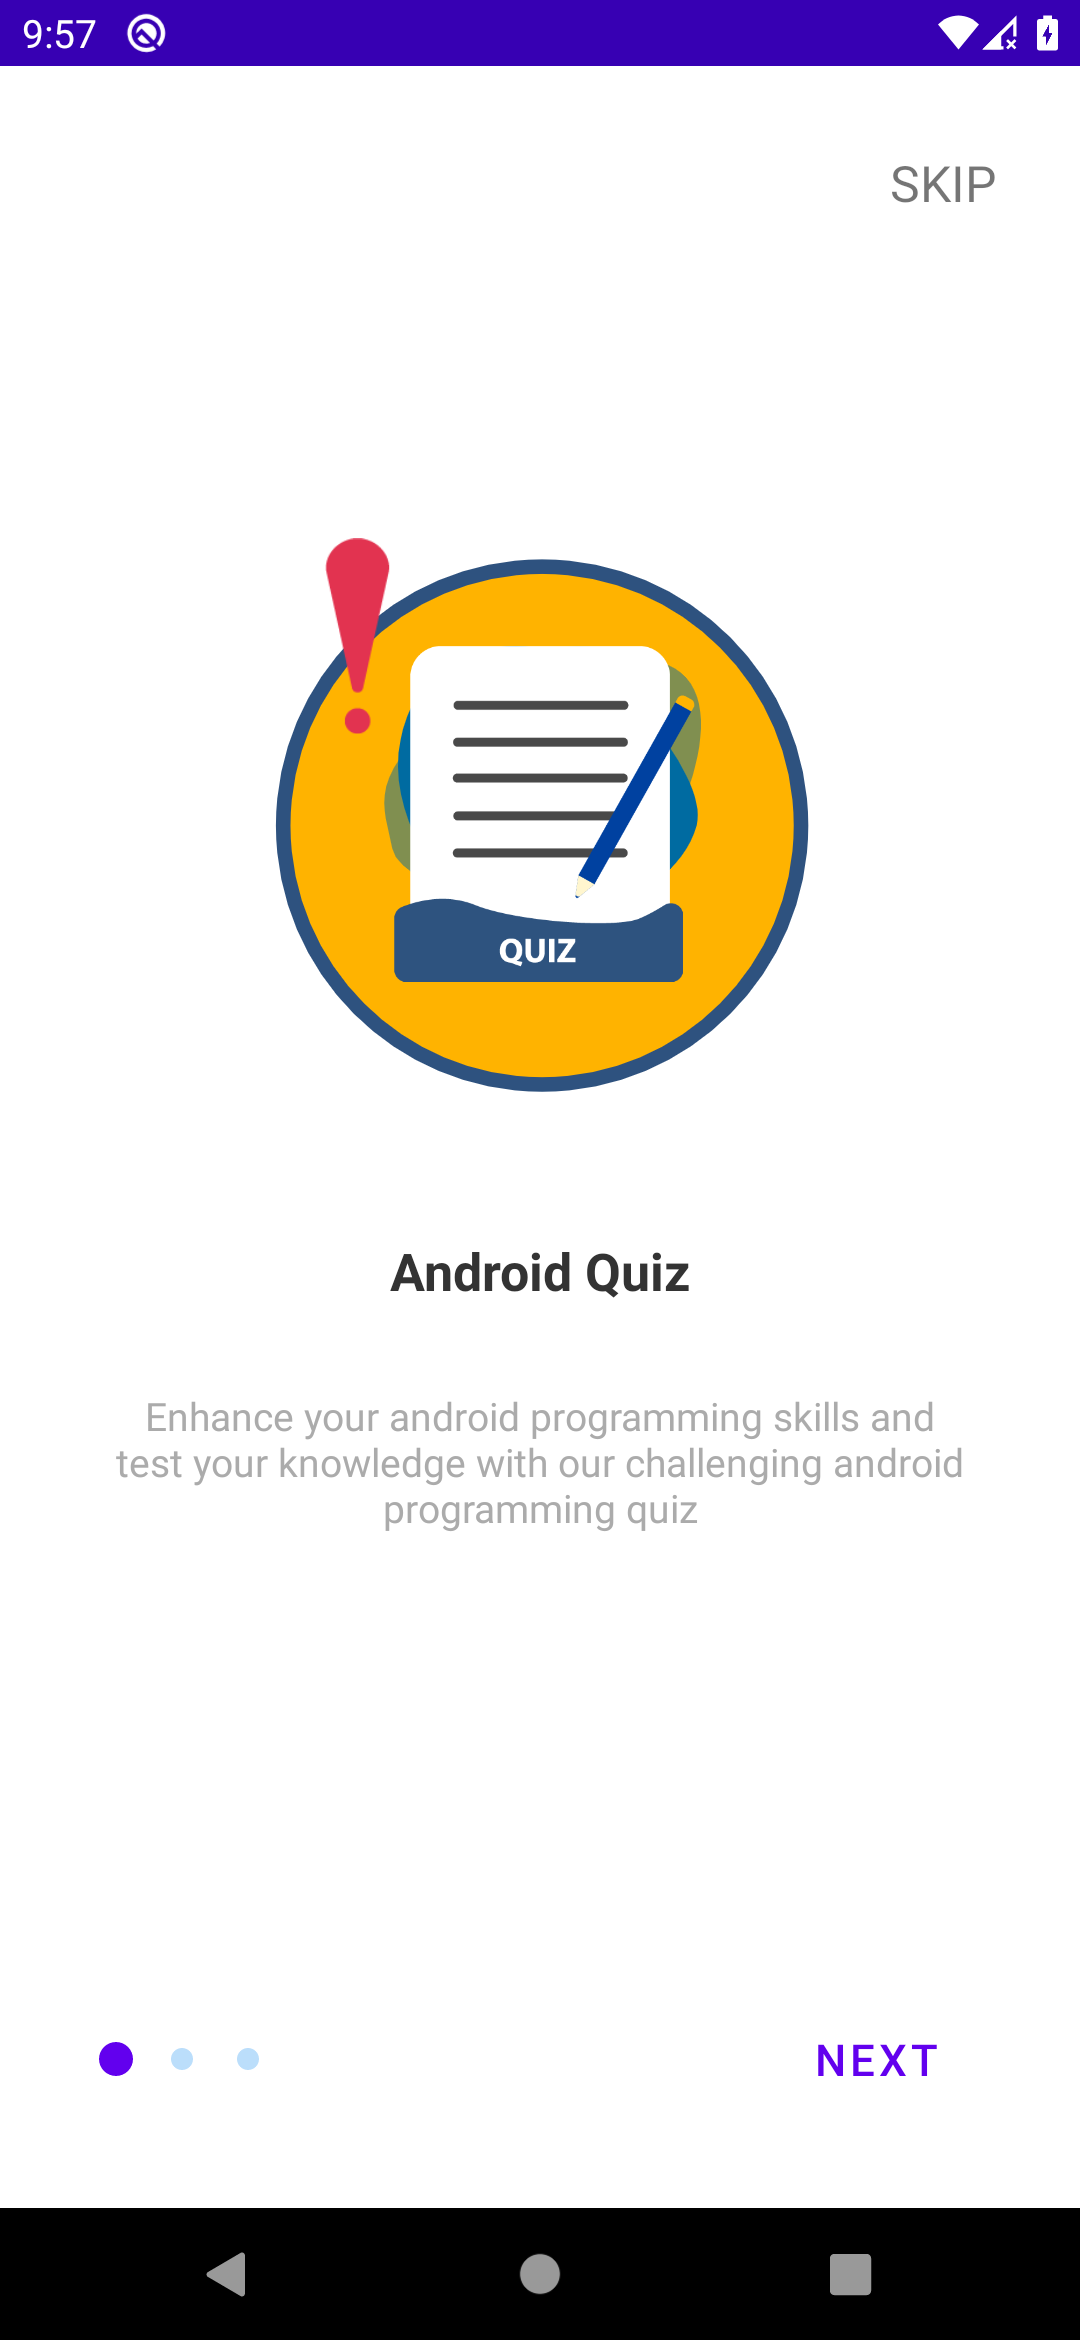 9:57
SKIP
QUIZ
Android Quiz
Enhance your android programming skills and
test your knowledge with our challenging android
programming quiz
NEXT